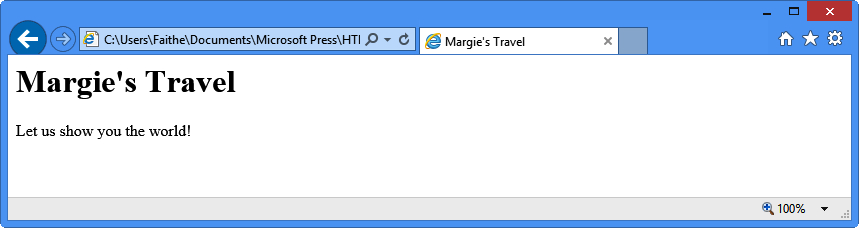 C:\Users\Faithe\Documents\Microsoft Press\HTI
Margie's Travel
Margie's Travel
Let us show you the world!
100%